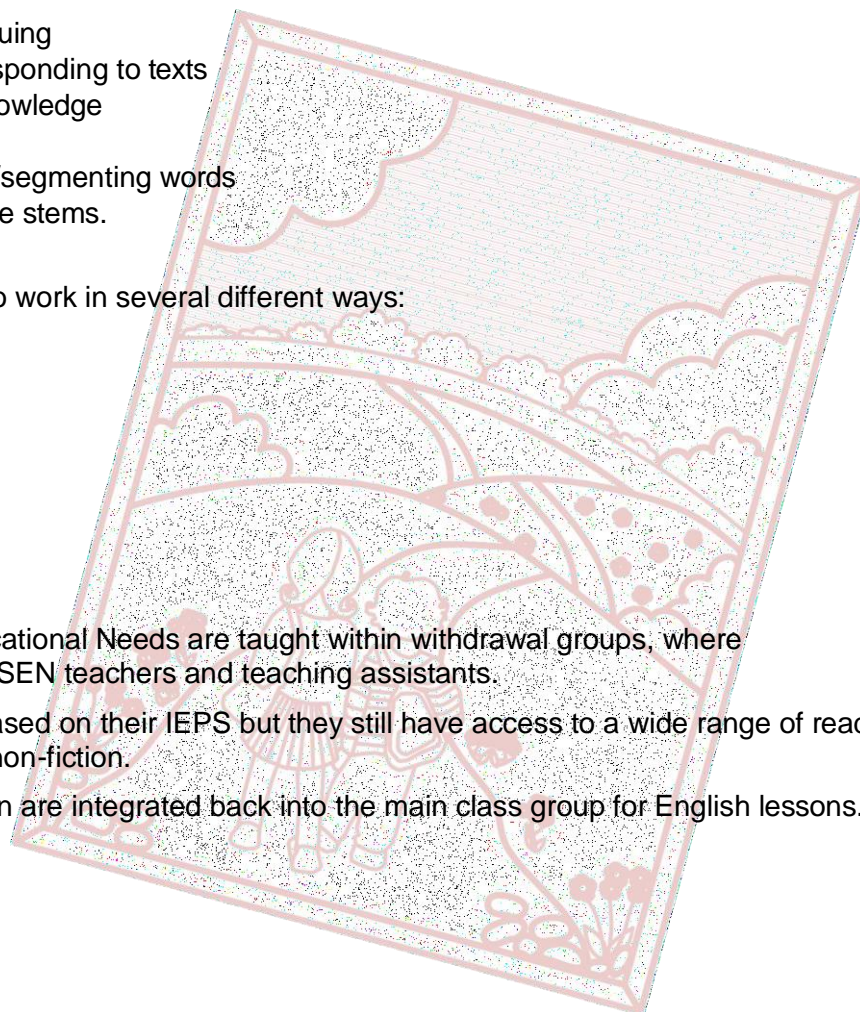 uing
sponding to texts
owledge
segmenting words
e stems.
o work in several different ways:
cational Needs are taught within withdrawal groups, where
SEN teachers and teaching assistants.
ased on their IEPS but they still have access to a wide range of read
non-fiction.
n are integrated back into the main class group for English lessons.